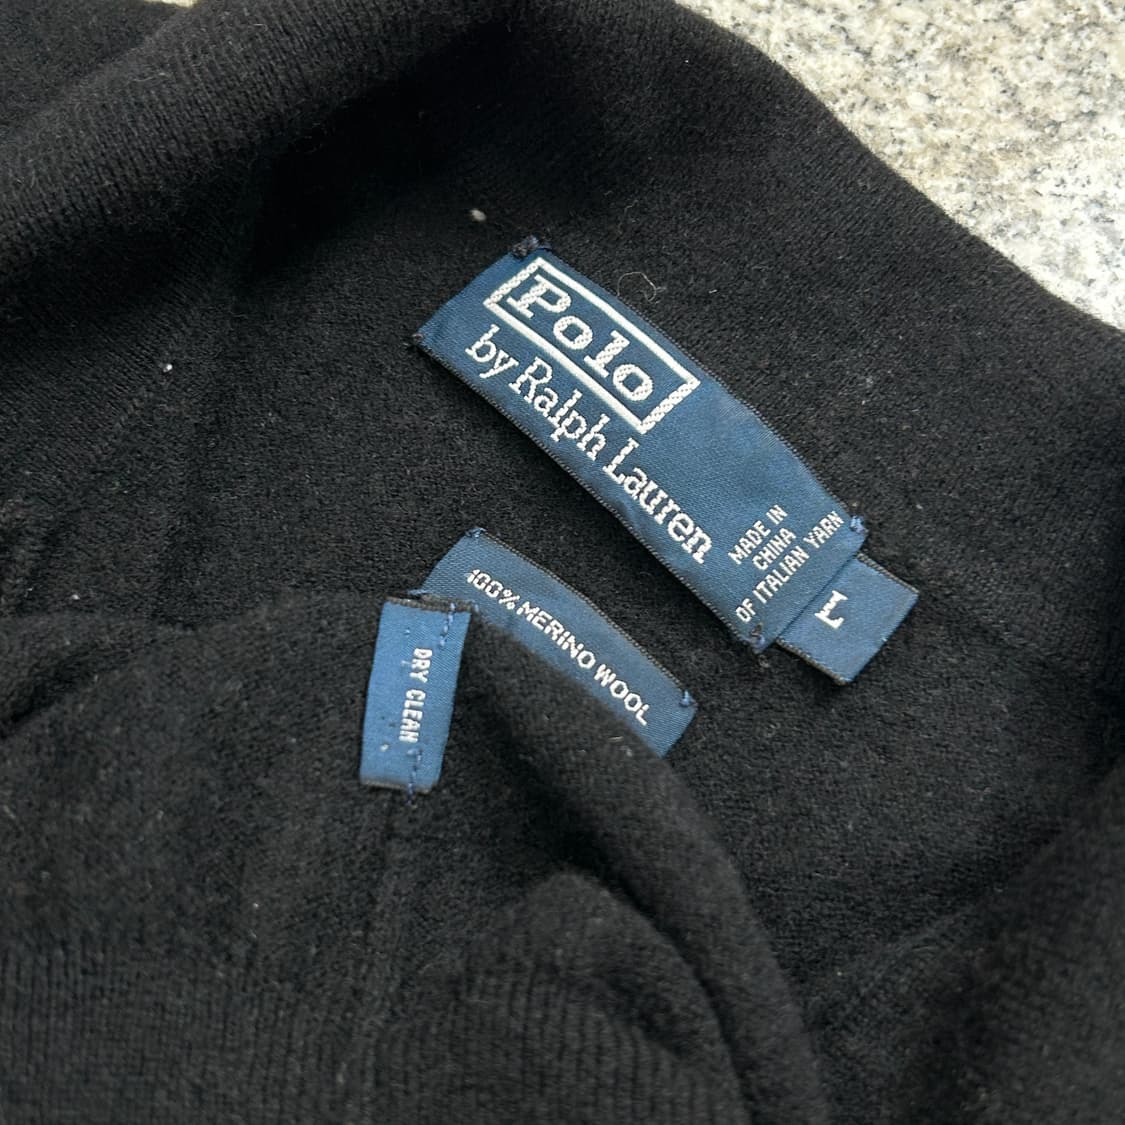 Polo
by Ralph Lauren
MADE IN
CHINA
OF ITALIAN YARN
L
100% MERINO WOOL
DRY CLEAN